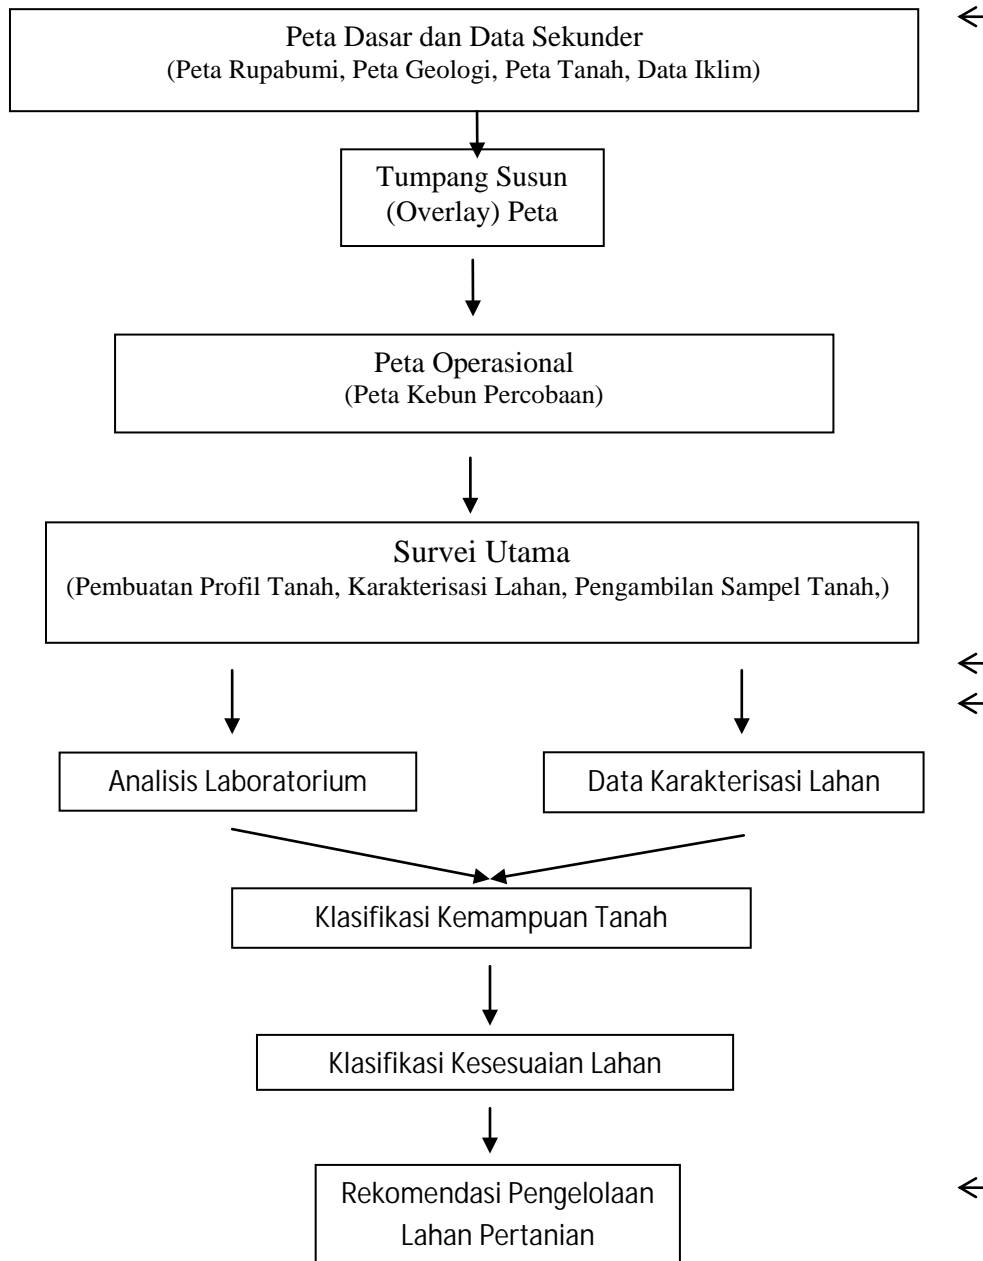 Peta Dasar dan Data Sekunder
(Peta Rupabumi, Peta Geologi, Peta Tanah, Data Iklim)
Tumpang Susun
(Overlay) Peta
Peta Operasional
(Peta Kebun Percobaan)
Survei Utama
(Pembuatan Profil Tanah, Karakterisasi Lahan, Pengambilan Sampel Tanah,)
Analisis Laboratorium
Data Karakterisasi Lahan
Klasifikasi Kemampuan Tanah
Klasifikasi Kesesuaian Lahan
Rekomendasi Pengelolaan
Lahan Pertanian